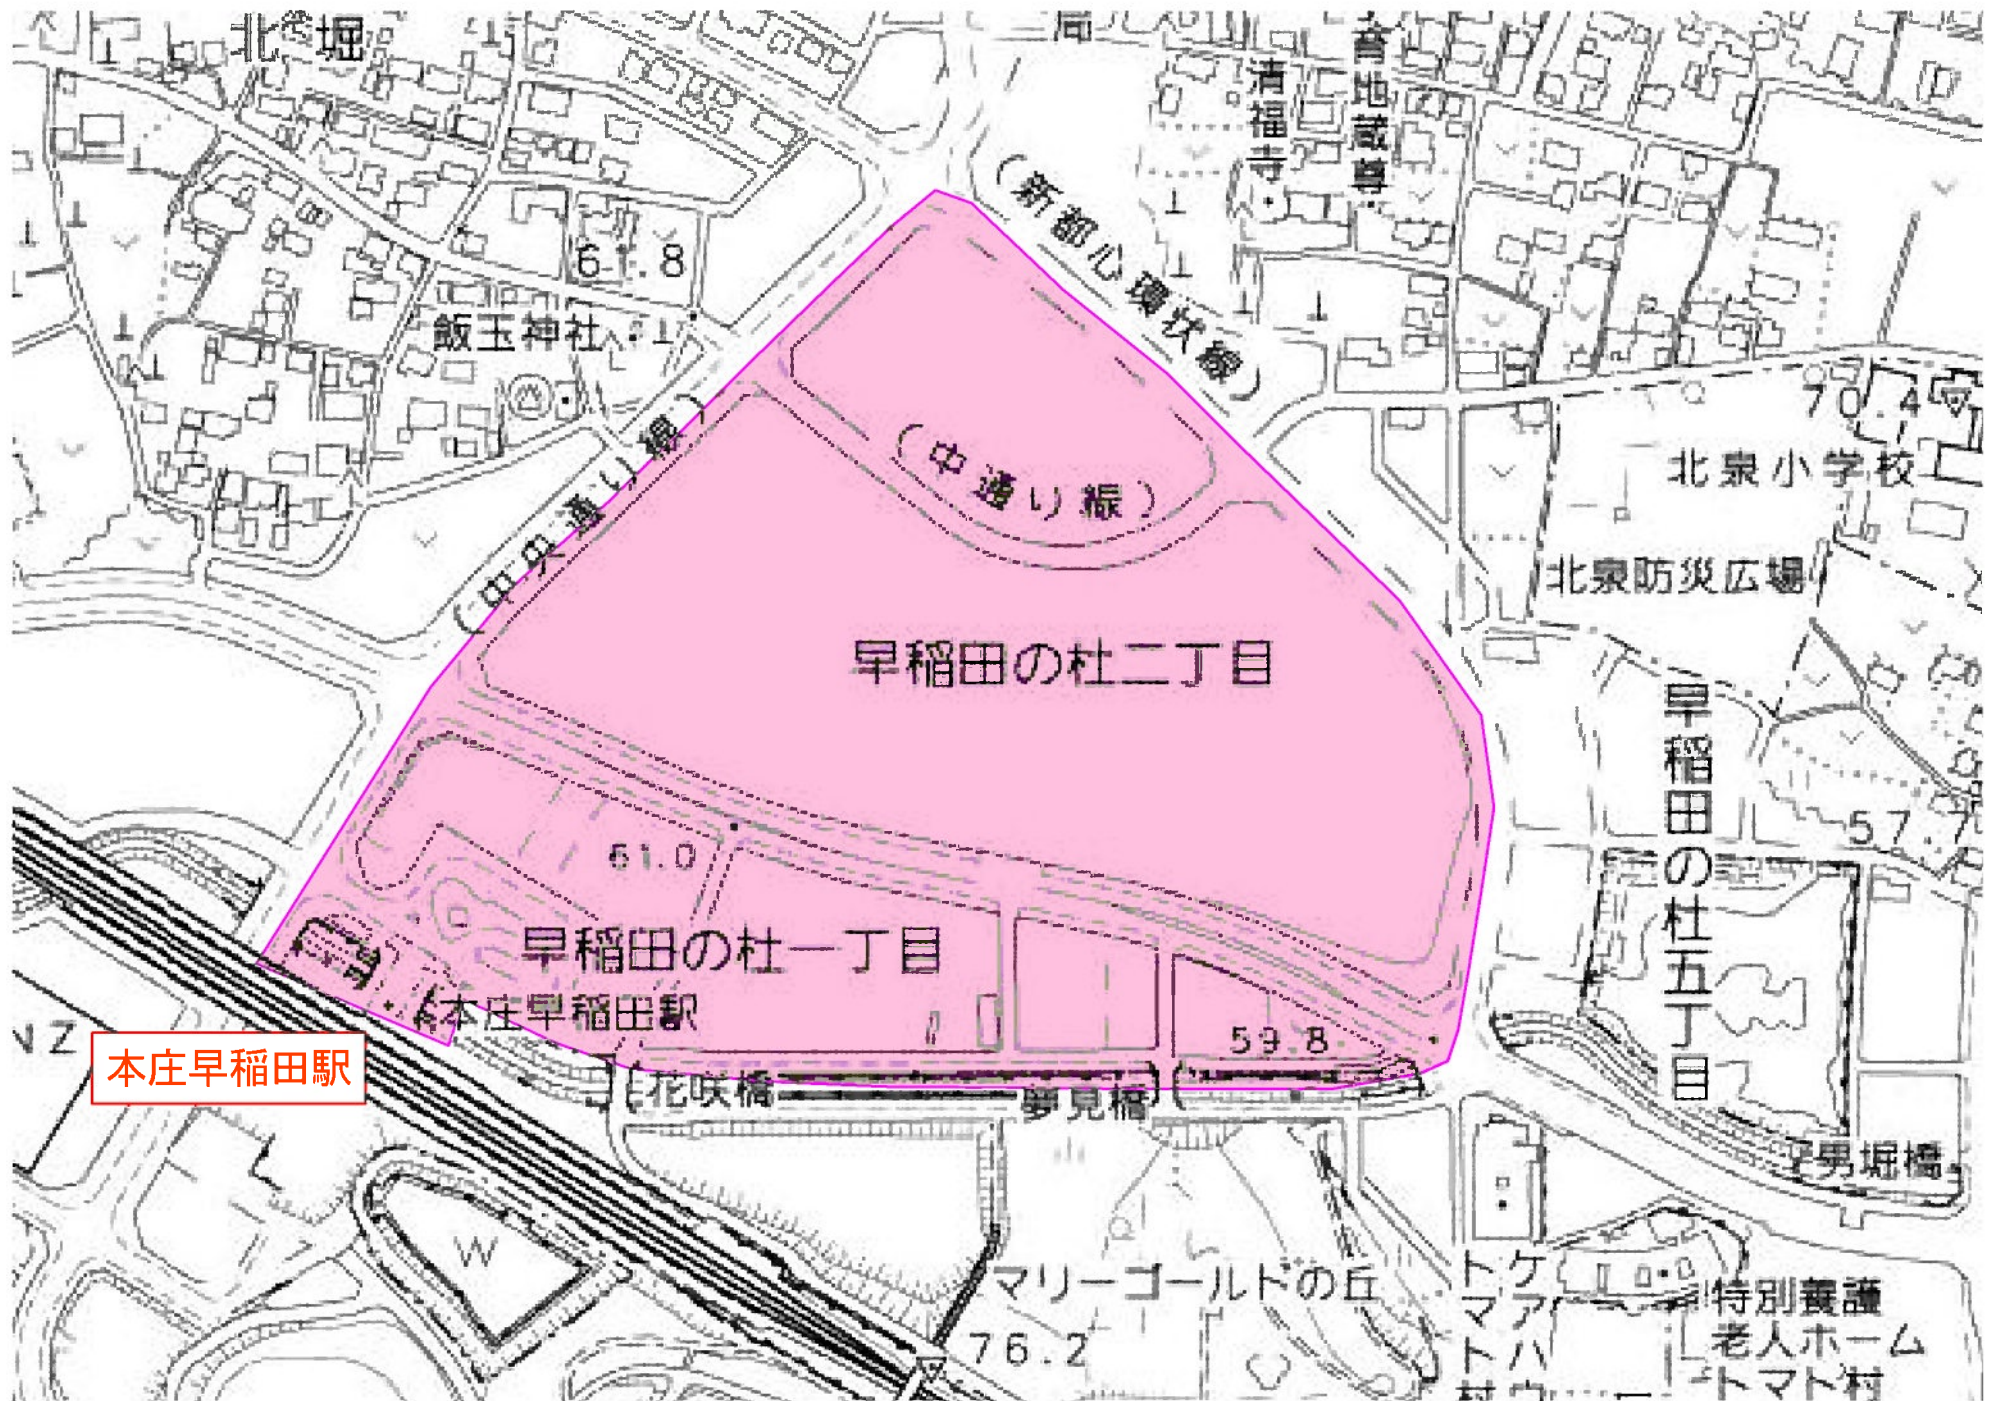 北堀
清福寺
(新都心環状線)
61.8
飯玉神社
70.4
(中央通り線)
(中通り線)
北泉小学校
北泉防災広場
早稲田の杜二丁目
早稲田の杜五丁目
57.7
61.0
早稲田の杜一丁目
本庄早稲田駅
59.8
本庄早稲田駅
花咲橋
夢見橋
男堀橋
W
マリーゴールドの丘
76.2
特別養護
老人ホーム
トマト村